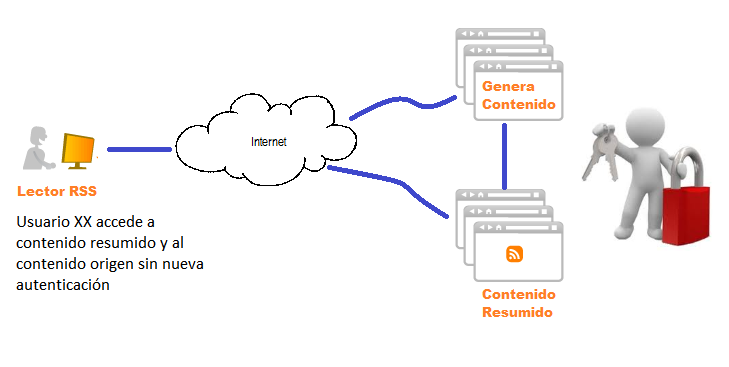 Genera
Contenido
Internet
Lector RSS
Usuario XX accede a
contenido resumido y al
contenido origen sin nueva
autenticación
Contenido
Resumido